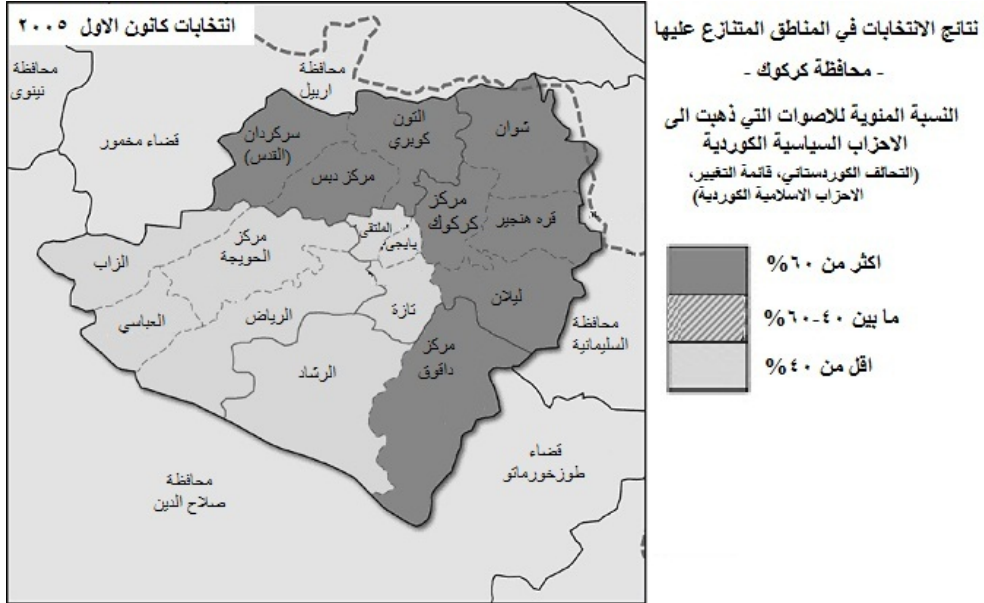 انتخابات كانون الاول ٢٠٠٥
نتائج الانتخابات في المناطق المتنازع عليها
- محافظة كركوك -
النسبة المئوية للاصوات التي ذهبت الى
الاحزاب السياسية الكوردية
(التحالف الكوردستاني، قائمة التغيير،
الاحزاب الاسلامية الكوردية)
اكثر من ٦٠%
ما بين ٤٠-٦٠%
اقل من ٤٠%
محافظة
نينوى
محافظة
اربيل
قضاء مخمور
سركردان
(القدس)
التون
كوبري
شوان
مركز دبس
مركز
كركوك
قره هنجير
الملتقى
يايجى
مركز
الحويجة
الزاب
العباسي
الرياض
تازة
ليلان
الرشاد
مركز
داقوق
محافظة
السليمانية
قضاء
طوزخورماتو
محافظة
صلاح الدين